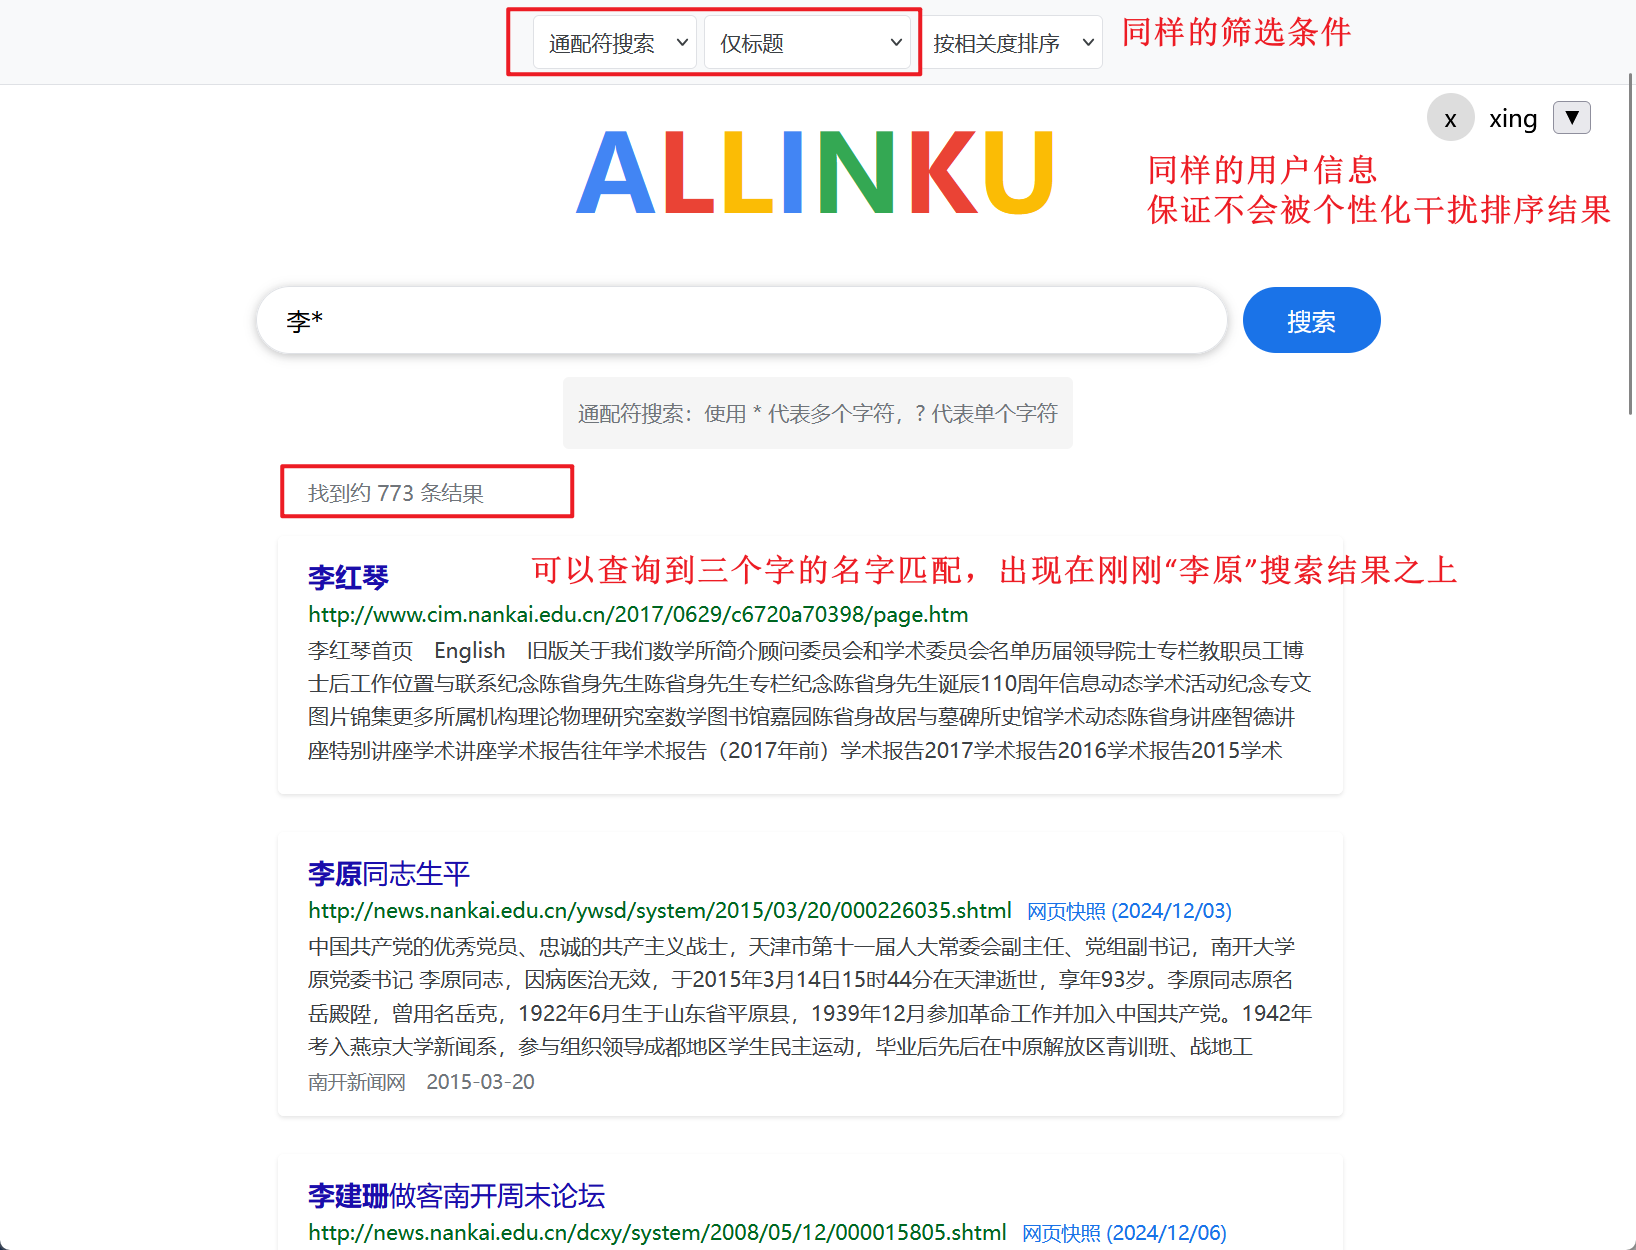 通配符搜索 仅标题 按相关度排序 同样的筛选条件
x xing ▼
ALLINKU
同样的用户信息
保证不会被个性化干扰排序结果
李* 搜索
通配符搜索：使用 * 代表多个字符，? 代表单个字符
找到约 773 条结果
李红琴 可以查询到三个字的名字匹配，出现在刚刚“李原”搜索结果之上
http://www.cim.nankai.edu.cn/2017/0629/c6720a70398/page.htm
李红琴首页 English 旧版关于我们数学所简介顾问委员会和学术委员会名单历届领导院士专栏教职员工博
士后工作位置与联系纪念陈省身先生陈省身先生专栏纪念陈省身先生诞辰110周年信息动态学术活动纪念专文
图片锦集更多所属机构理论物理研究室数学图书馆嘉园陈省身故居与墓碑所史馆学术动态陈省身讲座智德讲
座特别讲座学术讲座学术报告往年学术报告（2017年前）学术报告2017学术报告2016学术报告2015学术
李原同志生平
http://news.nankai.edu.cn/ywsd/system/2015/03/20/000226035.shtml 网页快照 (2024/12/03)
中国共产党的优秀党员、忠诚的共产主义战士，天津市第十一届人大常委会副主任、党组副书记，南开大学
原党委书记 李原同志，因病医治无效，于2015年3月14日15时44分在天津逝世，享年93岁。李原同志原名
岳殿陞，曾用名岳克，1922年6月生于山东省平原县，1939年12月参加革命工作并加入中国共产党。1942年
考入燕京大学新闻系，参与组织领导成都地区学生民主运动，毕业后先后在中原解放区青训班、战地工
南开新闻网 2015-03-20
李建珊做客南开周末论坛
http://news.nankai.edu.cn/dcxy/system/2008/05/12/000015805.shtml 网页快照 (2024/12/06)